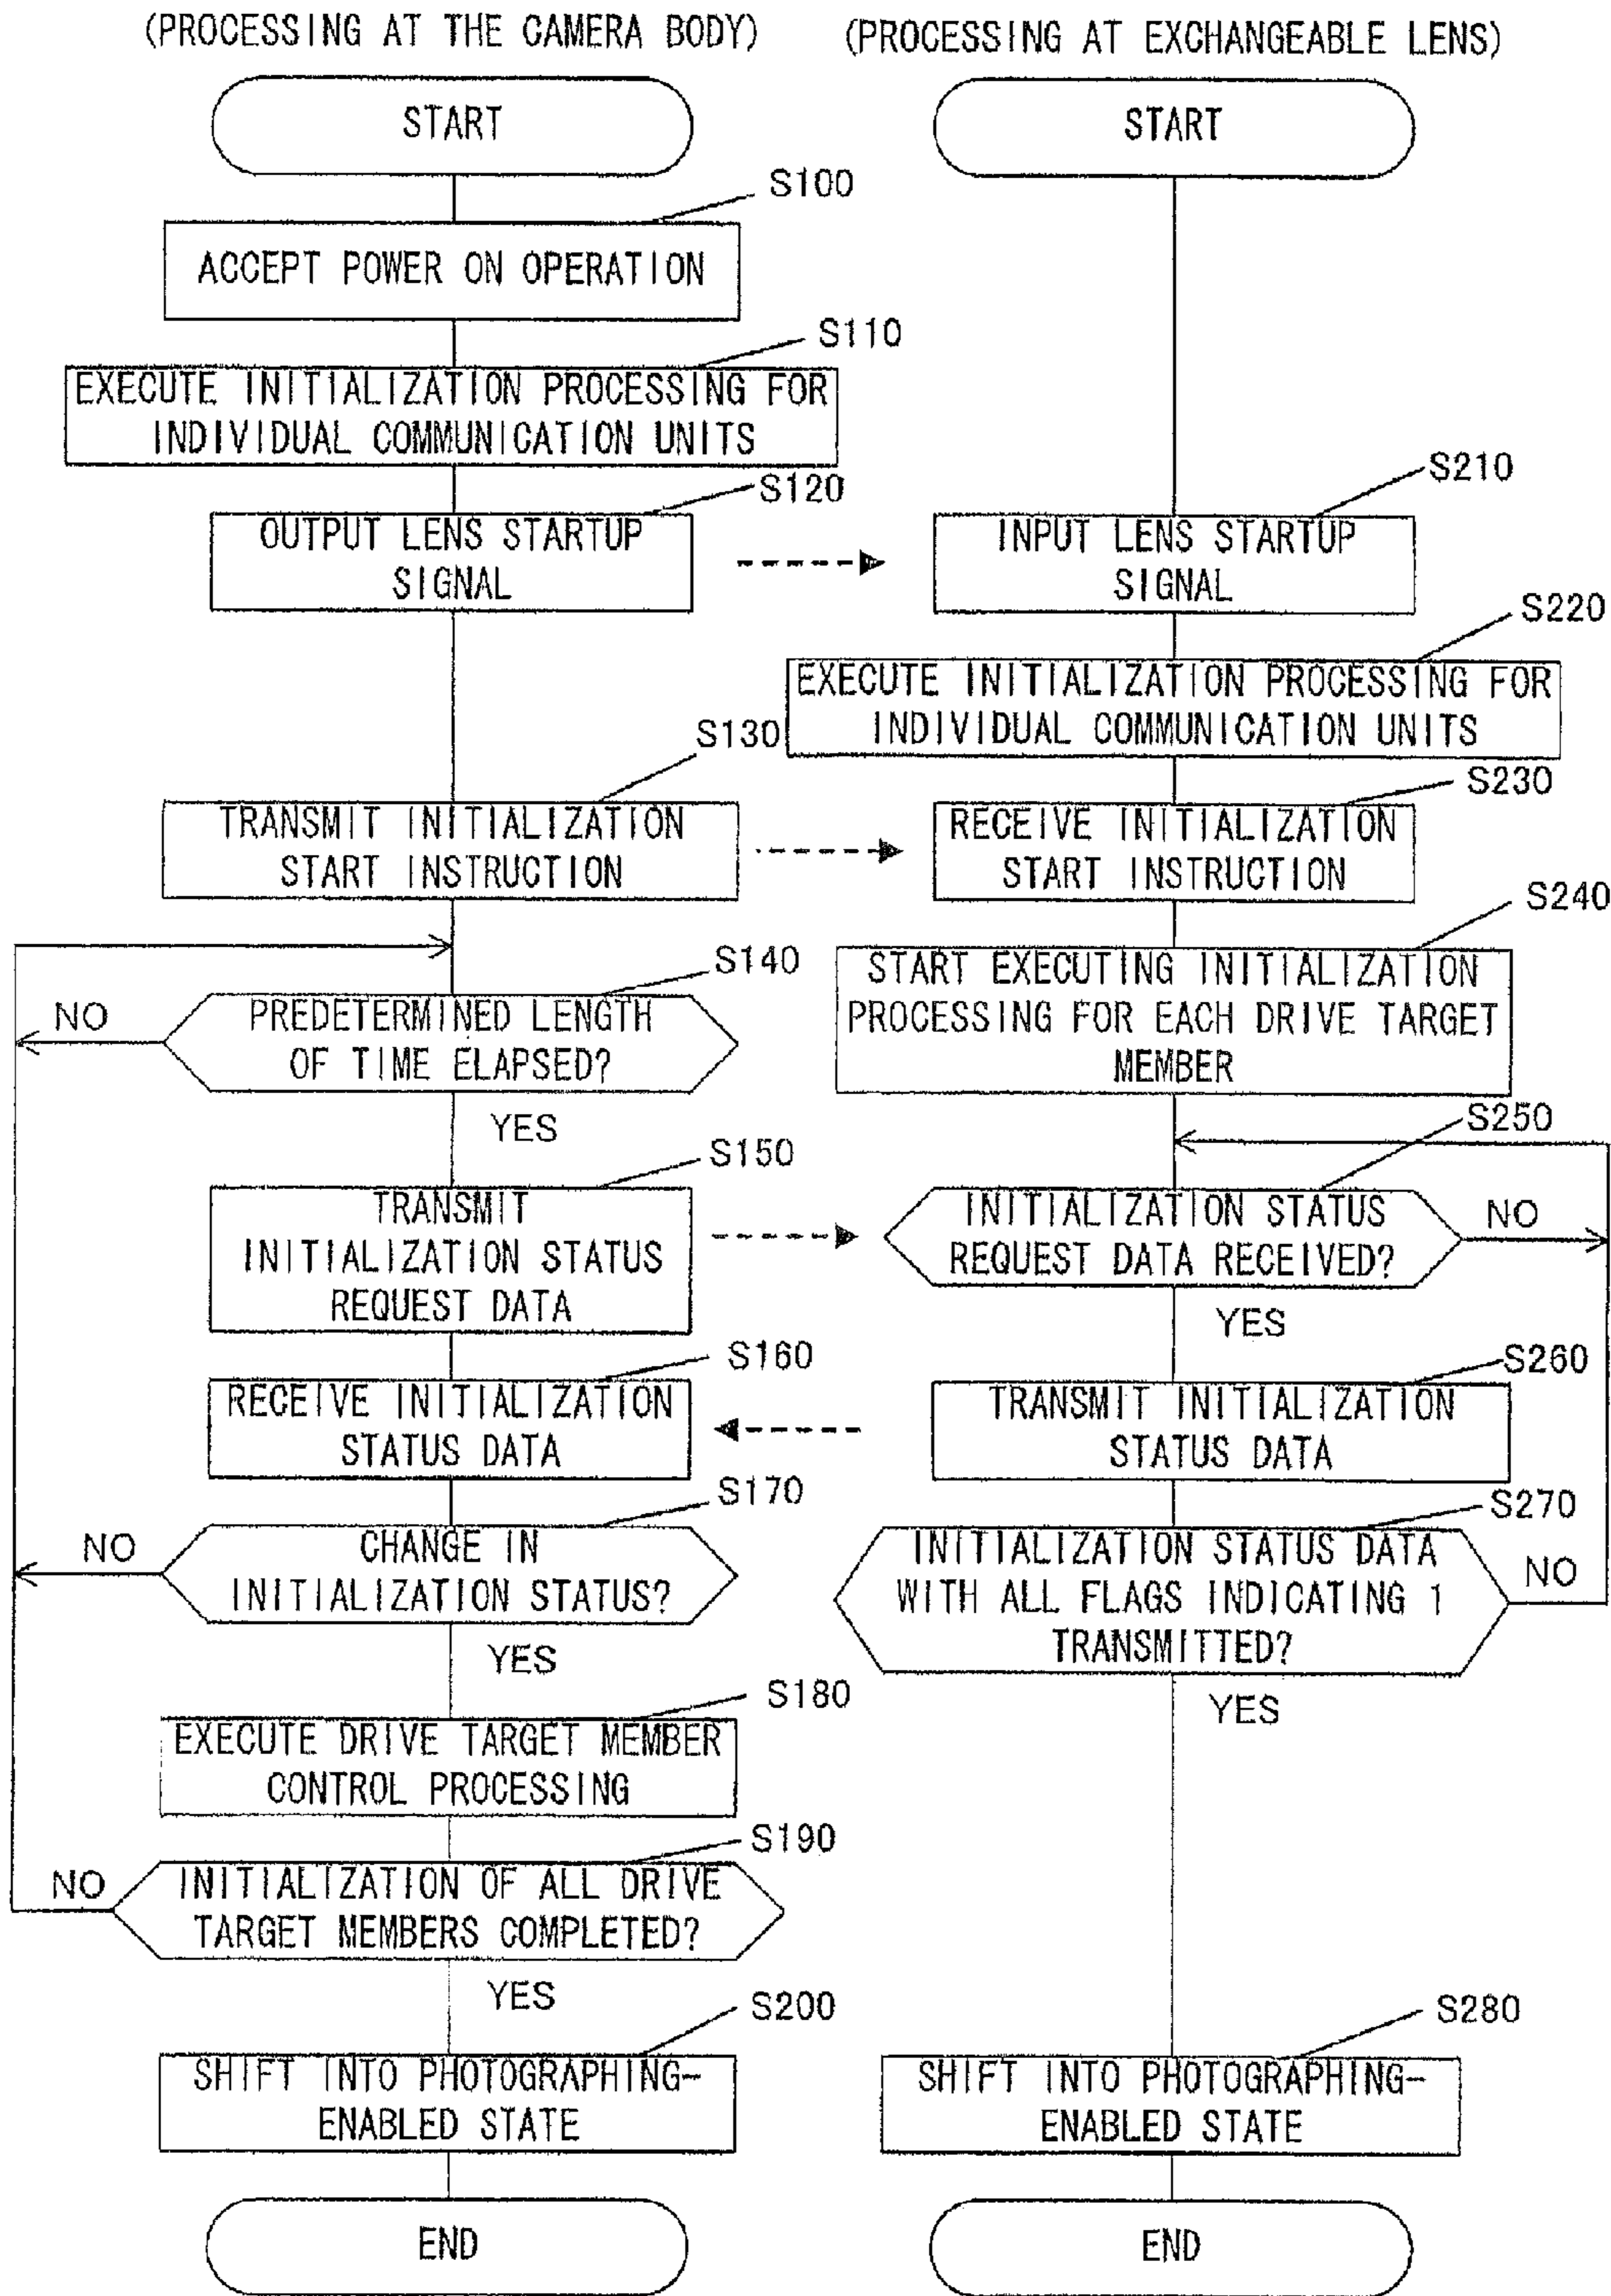 (PROCESSING AT THE CAMERA BODY)
START
S100
ACCEPT POWER ON OPERATION
S110
EXECUTE INITIALIZATION PROCESSING FOR
INDIVIDUAL COMMUNICATION UNITS
S120
OUTPUT LENS STARTUP
SIGNAL
S130
TRANSMIT INITIALIZATION
START INSTRUCTION
S140
PREDETERMINED LENGTH
OF TIME ELAPSED?
NO
YES
S150
TRANSMIT
INITIALIZATION STATUS
REQUEST DATA
S160
RECEIVE INITIALIZATION
STATUS DATA
S170
CHANGE IN
INITIALIZATION STATUS?
NO
YES
S180
EXECUTE DRIVE TARGET MEMBER
CONTROL PROCESSING
S190
INITIALIZATION OF ALL DRIVE
TARGET MEMBERS COMPLETED?
NO
YES
S200
SHIFT INTO PHOTOGRAPHING-
ENABLED STATE
END
(PROCESSING AT EXCHANGEABLE LENS)
START
S210
INPUT LENS STARTUP
SIGNAL
S220
EXECUTE INITIALIZATION PROCESSING FOR
INDIVIDUAL COMMUNICATION UNITS
S230
RECEIVE INITIALIZATION
START INSTRUCTION
S240
START EXECUTING INITIALIZATION
PROCESSING FOR EACH DRIVE TARGET
MEMBER
S250
INITIALIZATION STATUS
REQUEST DATA RECEIVED?
NO
YES
S260
TRANSMIT INITIALIZATION
STATUS DATA
S270
INITIALIZATION STATUS DATA
WITH ALL FLAGS INDICATING 1
TRANSMITTED?
NO
YES
S280
SHIFT INTO PHOTOGRAPHING-
ENABLED STATE
END